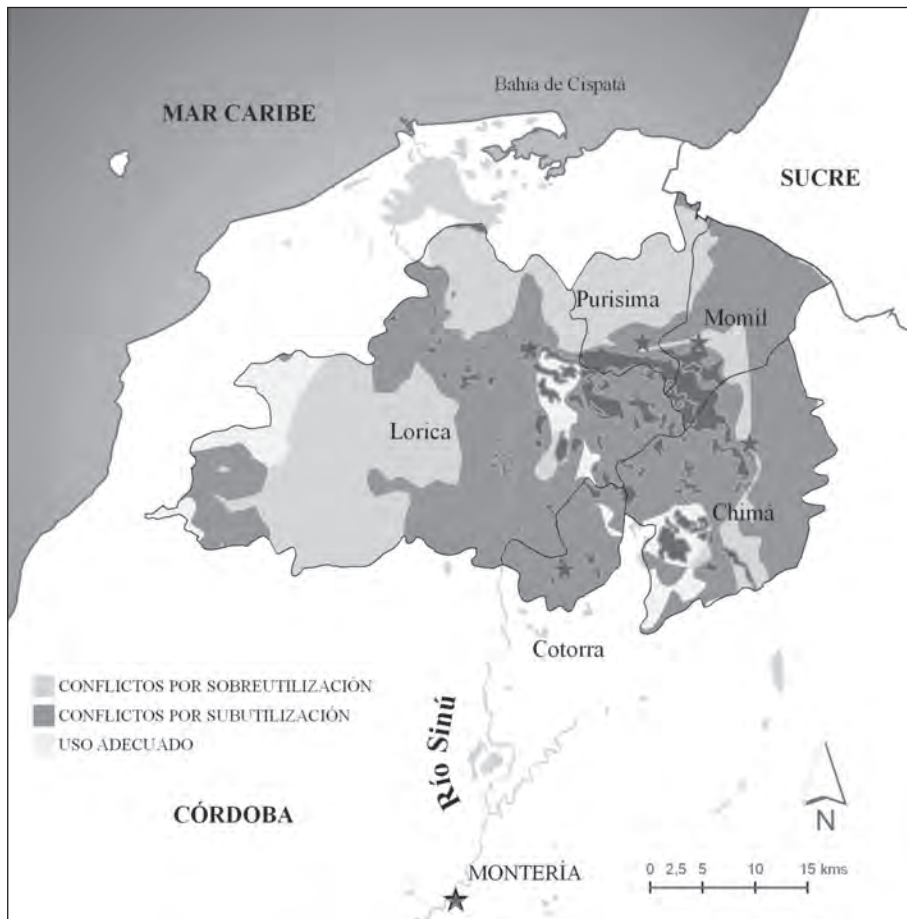 Bahía de Cispatá
MAR CARIBE
SUCRE
Purisima
Momil
Lorica
Chimá
Cotorra
CONFLICTOS POR SOBREUTILIZACIÓN
CONFLICTOS POR SUBUTILIZACIÓN
USO ADECUADO
Río Sinú
CÓRDOBA
N
MONTERÍA
0 2,5 5 10 15 kms